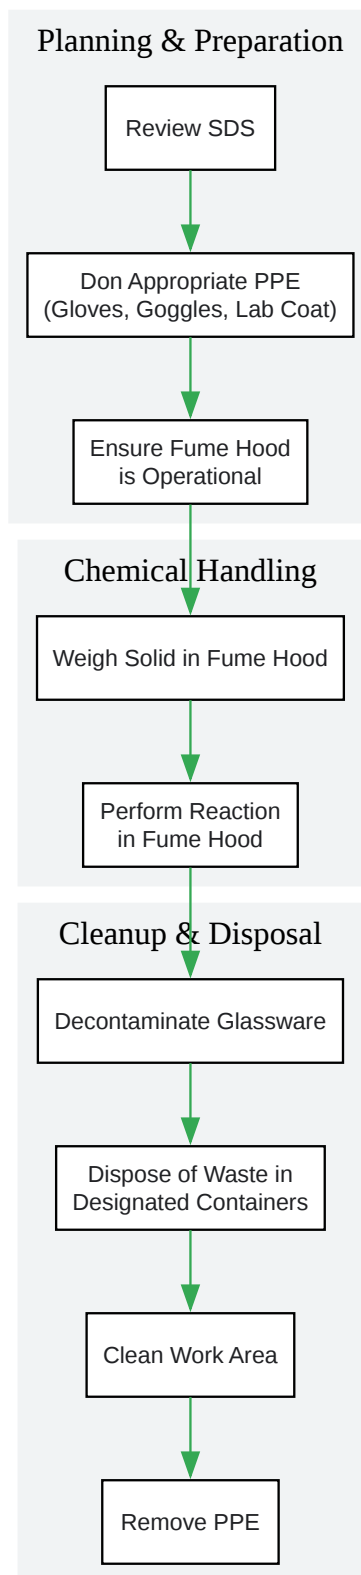 Planning & Preparation
Review SDS
Don Appropriate PPE
(Gloves, Goggles, Lab Coat)
Ensure Fume Hood
is Operational
Chemical Handling
Weigh Solid in Fume Hood
Perform Reaction
in Fume Hood
Cleanup & Disposal
Decontaminate Glassware
Dispose of Waste in
Designated Containers
Clean Work Area
Remove PPE